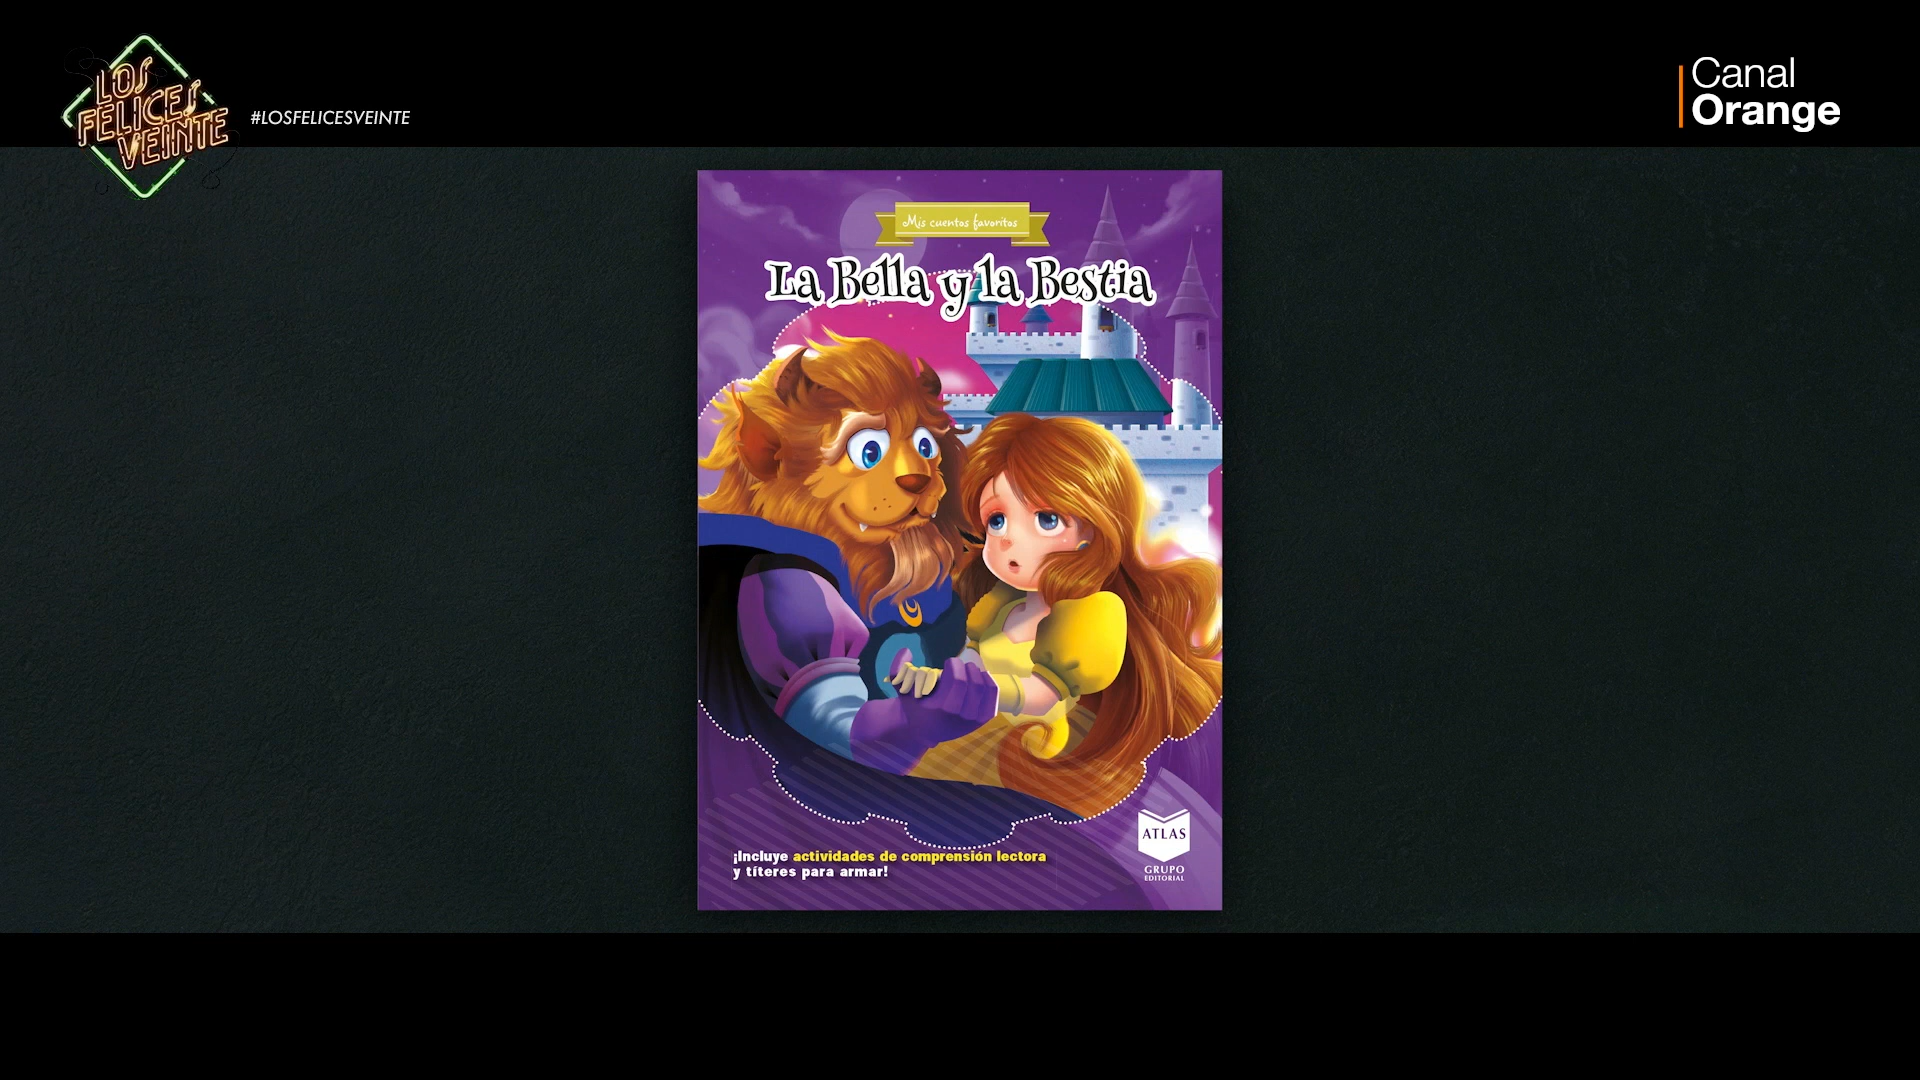 LOS
FELICES
VEINTE
#LOSFELICESVEINTE
Canal
Orange
Mis cuentos favoritos
La Bella y la Bestia
¡Incluye actividades de comprensión lectora
y títeres para armar!
ATLAS
GRUPO
EDITORIAL